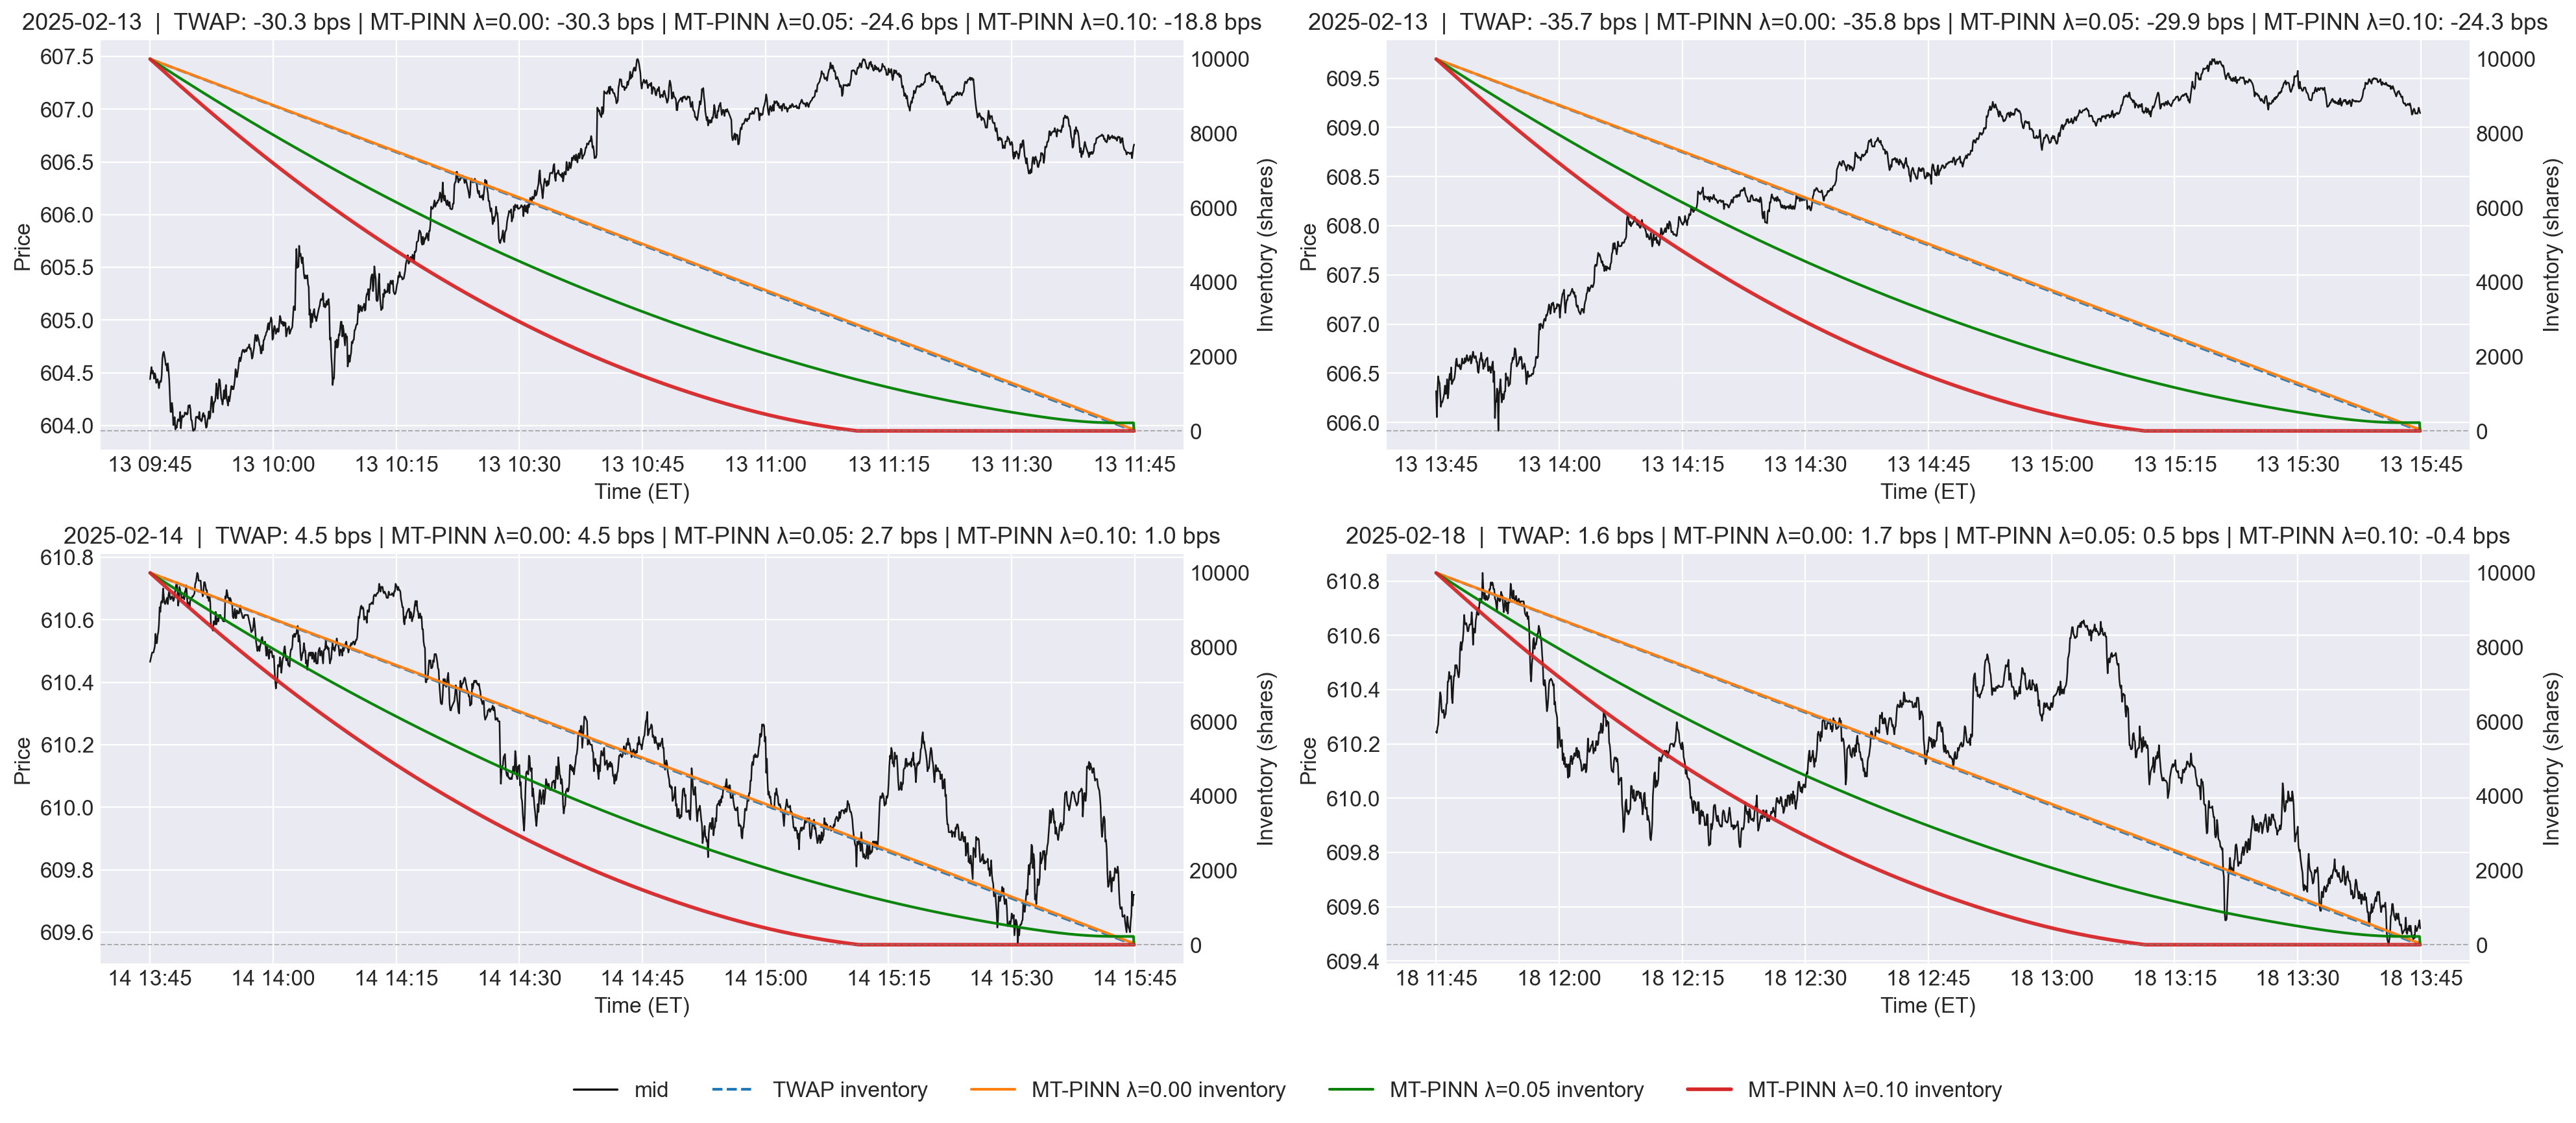 2025-02-13 | TWAP: -30.3 bps | MT-PINN λ=0.00: -30.3 bps | MT-PINN λ=0.05: -24.6 bps | MT-PINN λ=0.10: -18.8 bps
607.5
607.0
606.5
606.0
605.5
605.0
604.5
604.0
Price
10000
8000
6000
4000
2000
0
Inventory (shares)
13 09:45 13 10:00 13 10:15 13 10:30 13 10:45 13 11:00 13 11:15 13 11:30 13 11:45
Time (ET)
2025-02-13 | TWAP: -35.7 bps | MT-PINN λ=0.00: -35.8 bps | MT-PINN λ=0.05: -29.9 bps | MT-PINN λ=0.10: -24.3 bps
609.5
609.0
608.5
608.0
607.5
607.0
606.5
606.0
Price
10000
8000
6000
4000
2000
0
Inventory (shares)
13 13:45 13 14:00 13 14:15 13 14:30 13 14:45 13 15:00 13 15:15 13 15:30 13 15:45
Time (ET)
2025-02-14 | TWAP: 4.5 bps | MT-PINN λ=0.00: 4.5 bps | MT-PINN λ=0.05: 2.7 bps | MT-PINN λ=0.10: 1.0 bps
610.8
610.6
610.4
610.2
610.0
609.8
609.6
Price
10000
8000
6000
4000
2000
0
Inventory (shares)
14 13:45 14 14:00 14 14:15 14 14:30 14 14:45 14 15:00 14 15:15 14 15:30 14 15:45
Time (ET)
2025-02-18 | TWAP: 1.6 bps | MT-PINN λ=0.00: 1.7 bps | MT-PINN λ=0.05: 0.5 bps | MT-PINN λ=0.10: -0.4 bps
610.8
610.6
610.4
610.2
610.0
609.8
609.6
609.4
Price
10000
8000
6000
4000
2000
0
Inventory (shares)
18 11:45 18 12:00 18 12:15 18 12:30 18 12:45 18 13:00 18 13:15 18 13:30 18 13:45
Time (ET)
mid TWAP inventory MT-PINN λ=0.00 inventory MT-PINN λ=0.05 inventory MT-PINN λ=0.10 inventory